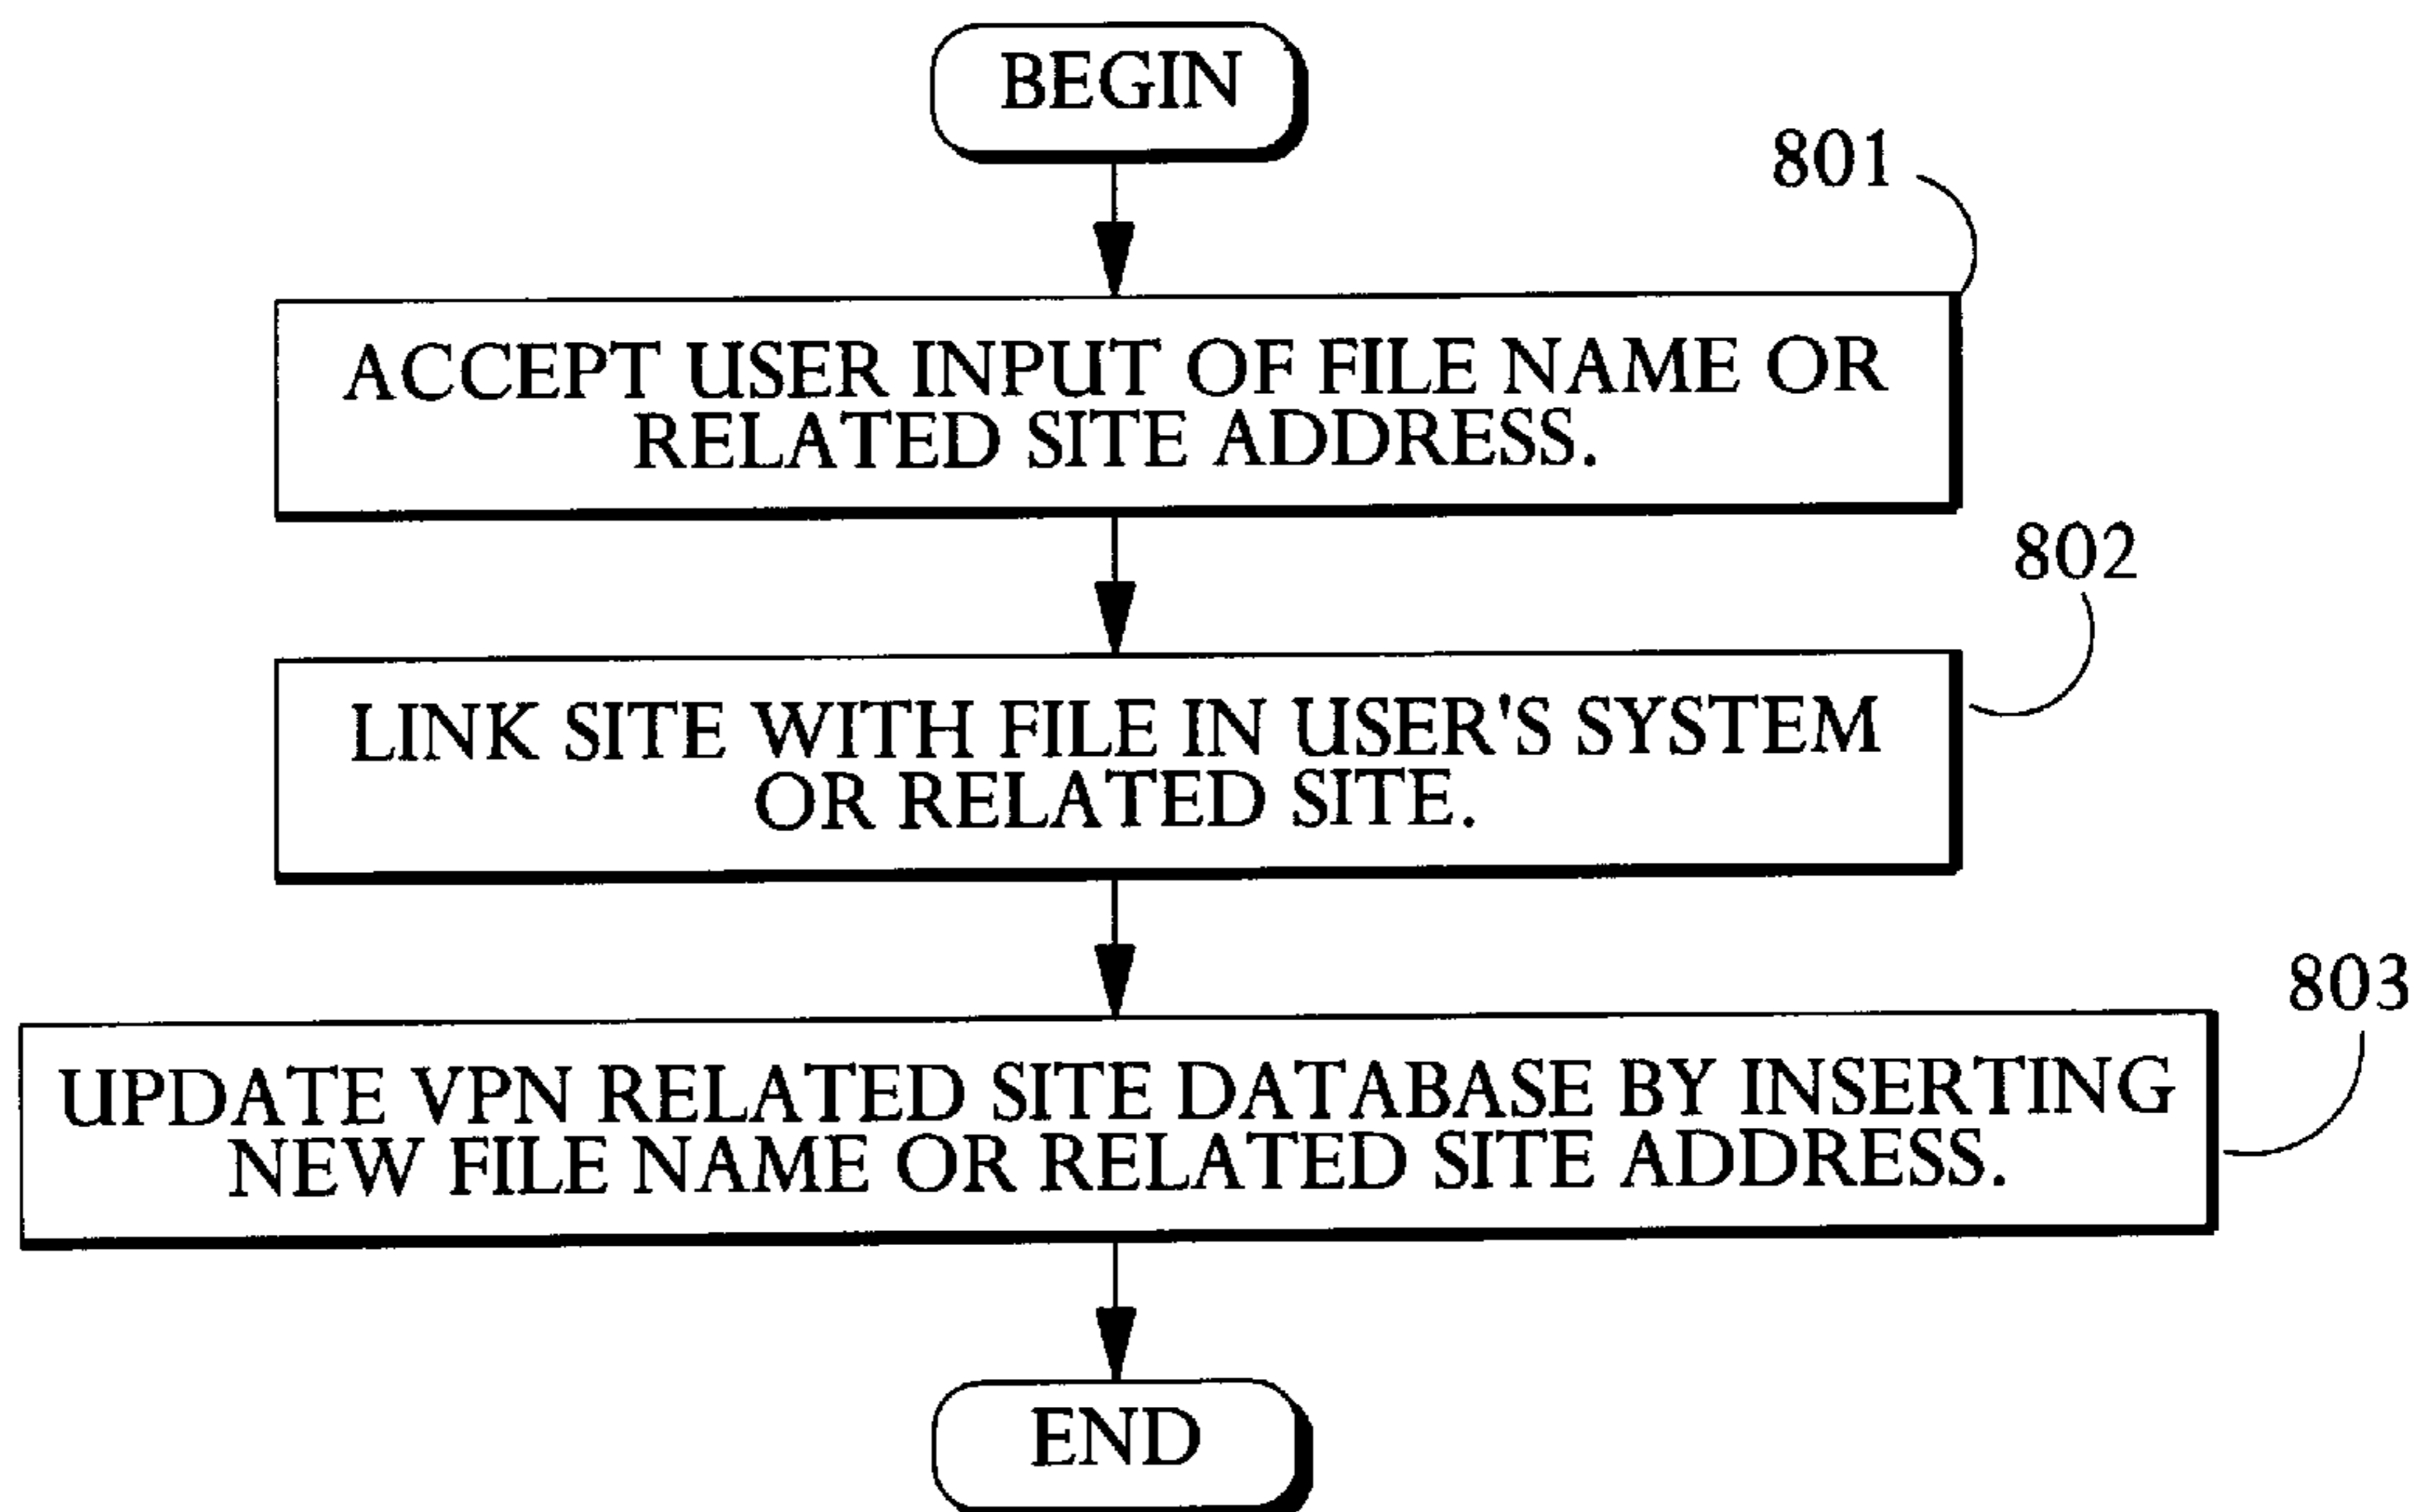 BEGIN
801
ACCEPT USER INPUT OF FILE NAME OR
RELATED SITE ADDRESS.
802
LINK SITE WITH FILE IN USER'S SYSTEM
OR RELATED SITE.
803
UPDATE VPN RELATED SITE DATABASE BY INSERTING
NEW FILE NAME OR RELATED SITE ADDRESS.
END